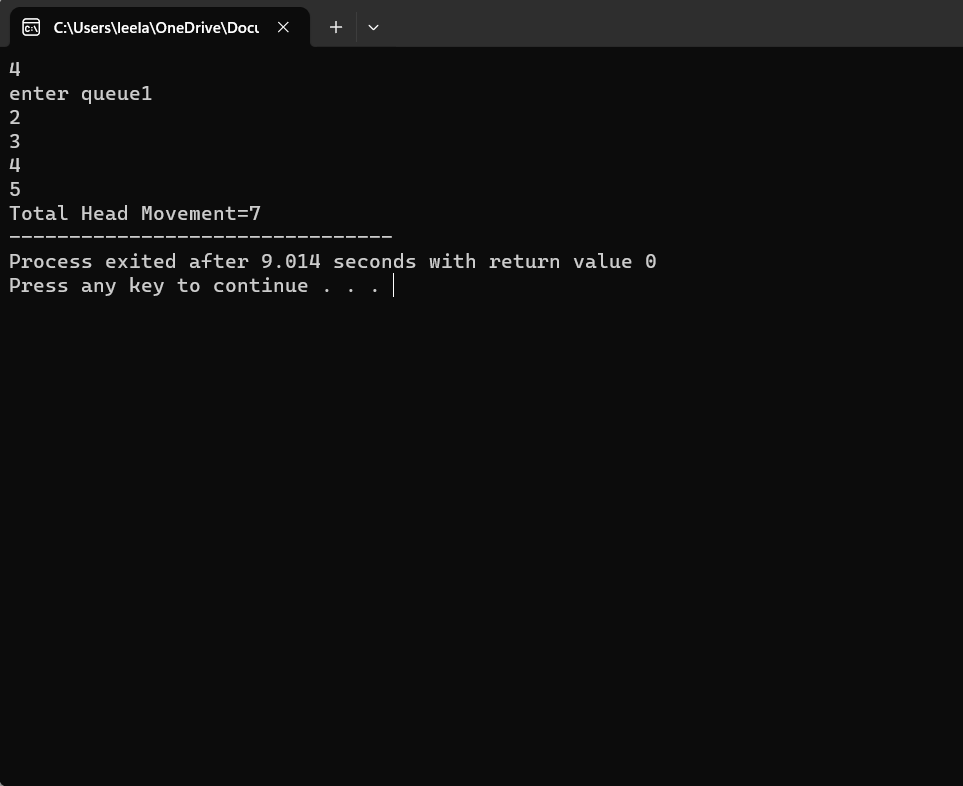 C:\Users\leela\OneDrive\Docu
4
enter queue1
2
3
4
5
Total Head Movement=7
--------------------------------
Process exited after 9.014 seconds with return value 0
Press any key to continue . . .